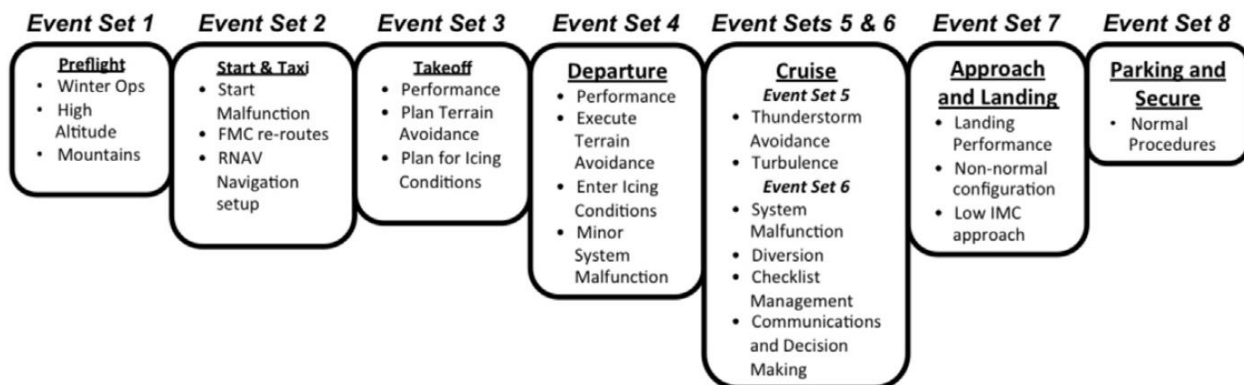 Event Set 1
Preflight
• Winter Ops
• High
Altitude
• Mountains
Event Set 2
Start & Taxi
• Start
Malfunction
• FMC re-routes
• RNAV
Navigation
setup
Event Set 3
Takeoff
• Performance
• Plan Terrain
Avoidance
• Plan for Icing
Conditions
Event Set 4
Departure
• Performance
• Execute
Terrain
Avoidance
• Enter Icing
Conditions
• Minor
System
Malfunction
Event Sets 5 & 6
Cruise
Event Set 5
• Thunderstorm
Avoidance
• Turbulence
Event Set 6
• System
Malfunction
• Diversion
• Checklist
Management
• Communications
and Decision
Making
Event Set 7
Approach
and Landing
• Landing
Performance
• Non-normal
configuration
• Low IMC
approach
Event Set 8
Parking and
Secure
• Normal
Procedures